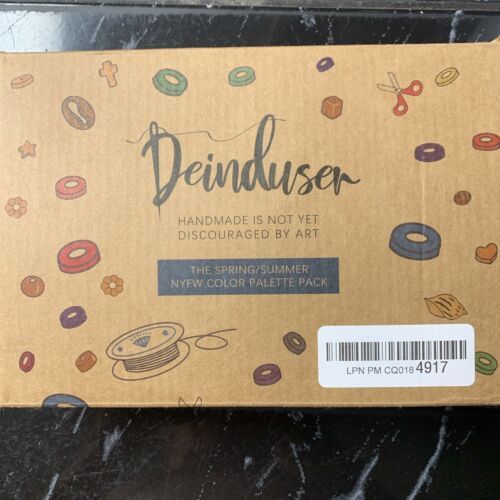 Deinduser
HANDMADE IS NOT YET
DISCOURAGED BY ART
THE SPRING/SUMMER
NYFW COLOR PALETTE PACK
LPN PM CQ018 4917